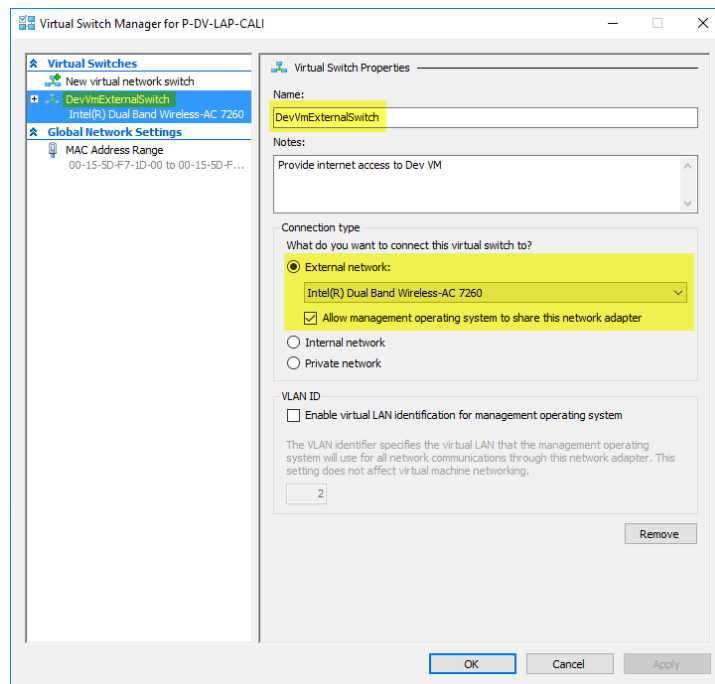 Virtual Switch Manager for P-DV-LAP-CALI
Virtual Switches
New virtual network switch
DevVmExternalSwitch
Intel(R) Dual Band Wireless-AC 7260
Global Network Settings
MAC Address Range
00-15-5D-F7-1D-00 to 00-15-5D-F...
Virtual Switch Properties
Name:
DevVmExternalSwitch
Notes:
Provide internet access to Dev VM
Connection type
What do you want to connect this virtual switch to?
External network:
Intel(R) Dual Band Wireless-AC 7260
Allow management operating system to share this network adapter
Internal network
Private network
VLAN ID
Enable virtual LAN identification for management operating system
The VLAN identifier specifies the virtual LAN that the management operating
system will use for all network communications through this network adapter. This
setting does not affect virtual machine networking.
2
Remove
OK
Cancel
Apply